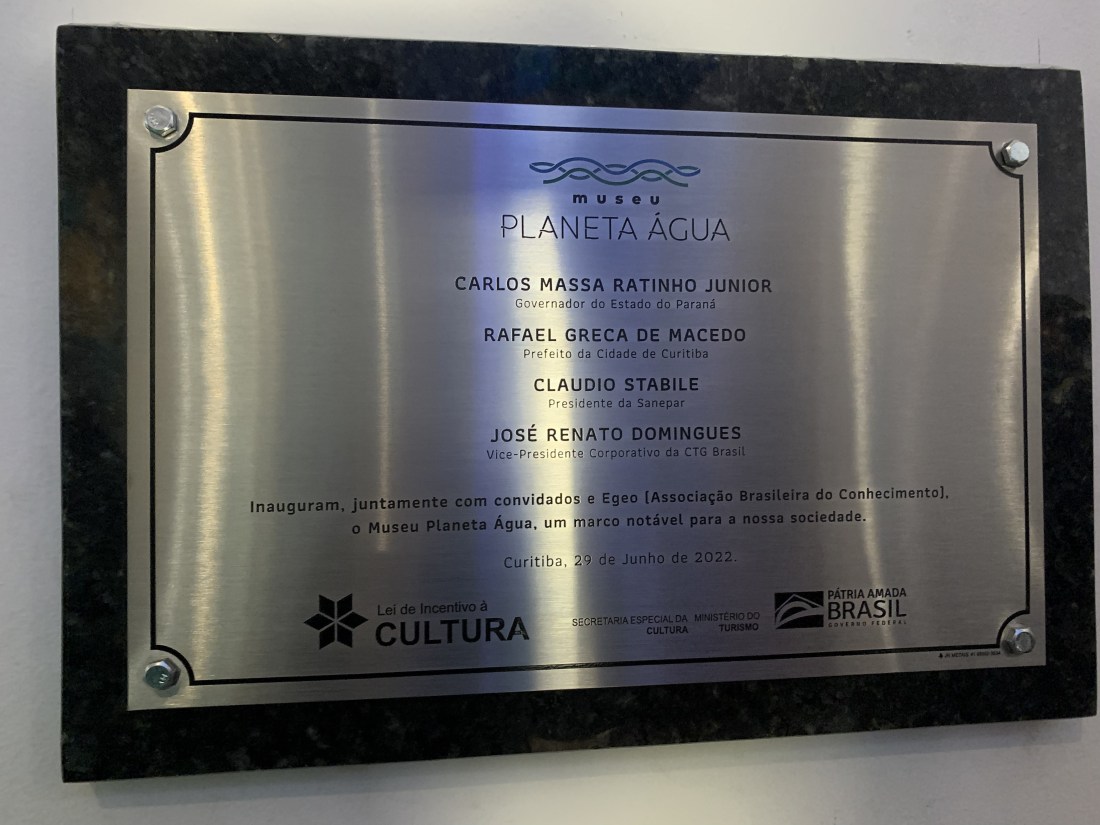 museu
PLANETA ÁGUA
CARLOS MASSA RATINHO JUNIOR
Governador do Estado do Paraná
RAFAEL GRECA DE MACEDO
Prefeito da Cidade de Curitiba
CLAUDIO STABILE
Presidente da Sanepar
JOSÉ RENATO DOMINGUES
Vice-Presidente Corporativo da CTG Brasil
Inauguram, juntamente com convidados e Egeo (Associação Brasileira do Conhecimento),
o Museu Planeta Água, um marco notável para a nossa sociedade.
Curitiba, 29 de Junho de 2022.
Lei de Incentivo à
CULTURA
SECRETARIA ESPECIAL DA
CULTURA
MINISTÉRIO DO
TURISMO
PÁTRIA AMADA
BRASIL
GOVERNO FEDERAL